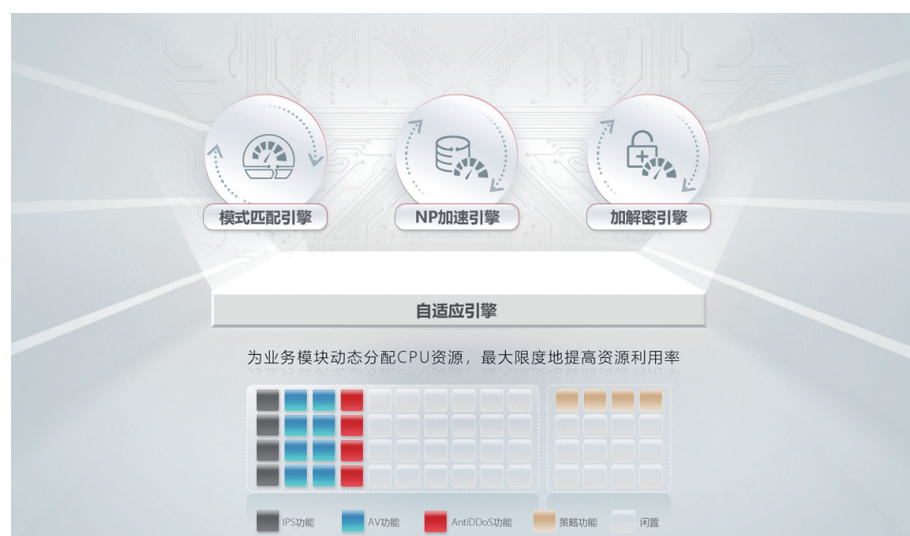 模式匹配引擎
NP加速引擎
加解密引擎
自适应引擎
为业务模块动态分配CPU资源，最大限度地提高资源利用率
IPS功能
AV功能
AntiDDoS功能
策略功能
闲置